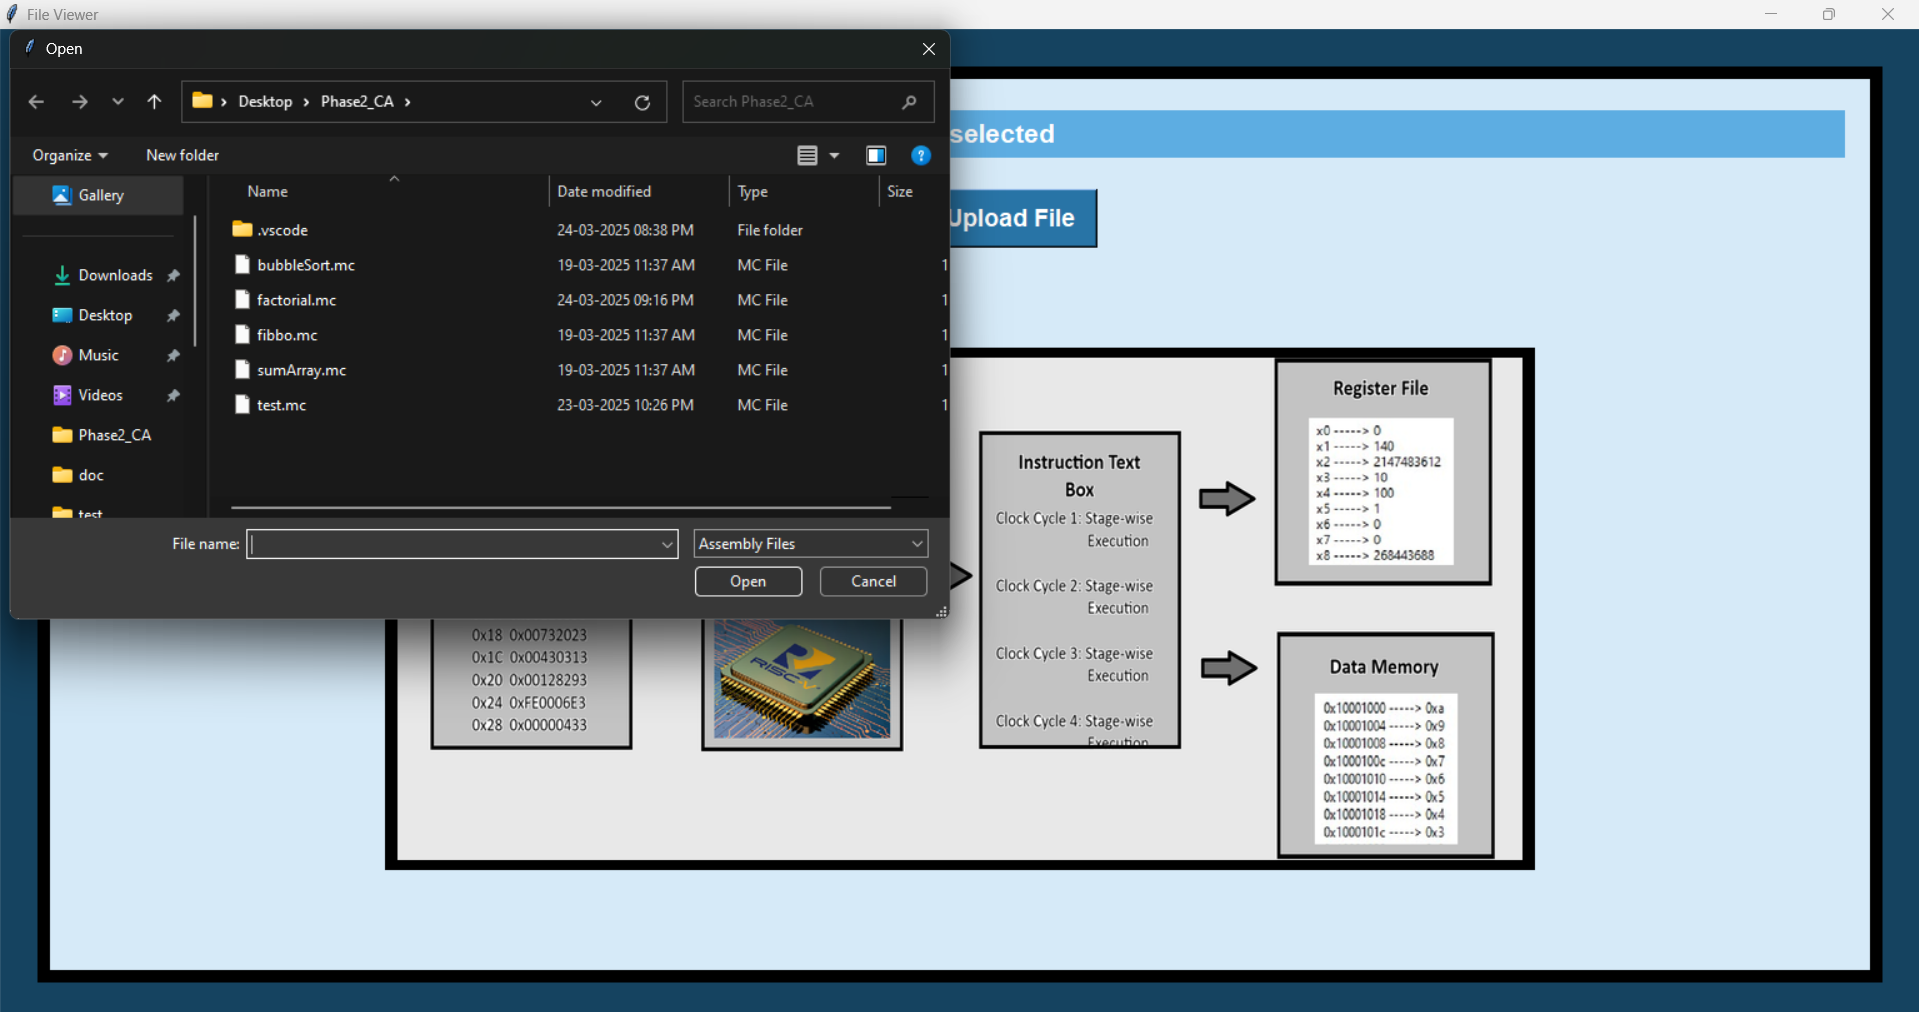 File Viewer
Open
Desktop > Phase2_CA >
Search Phase2_CA
Organize
New folder
Gallery
Downloads
Desktop
Music
Videos
Phase2_CA
doc
test
Name Date modified Type Size
.vscode 24-03-2025 08:38 PM File folder
bubbleSort.mc 19-03-2025 11:37 AM MC File 1
factorial.mc 24-03-2025 09:16 PM MC File 1
fibbo.mc 19-03-2025 11:37 AM MC File 1
sumArray.mc 19-03-2025 11:37 AM MC File 1
test.mc 23-03-2025 10:26 PM MC File 1
File name:
Assembly Files
Open
Cancel
selected
Upload File
0x18 0x00732023
0x1C 0x00430313
0x20 0x00128293
0x24 0xFE0006E3
0x28 0x00000433
RISC-V
Instruction Text
Box
Clock Cycle 1: Stage-wise
Execution
Clock Cycle 2: Stage-wise
Execution
Clock Cycle 3: Stage-wise
Execution
Clock Cycle 4: Stage-wise
Execution
Register File
x0 -----> 0
x1 -----> 140
x2 -----> 2147483612
x3 -----> 10
x4 -----> 100
x5 -----> 1
x6 -----> 0
x7 -----> 0
x8 -----> 268443688
Data Memory
0x10001000 -----> 0xa
0x10001004 -----> 0x9
0x10001008 -----> 0x8
0x1000100c -----> 0x7
0x10001010 -----> 0x6
0x10001014 -----> 0x5
0x10001018 -----> 0x4
0x1000101c -----> 0x3